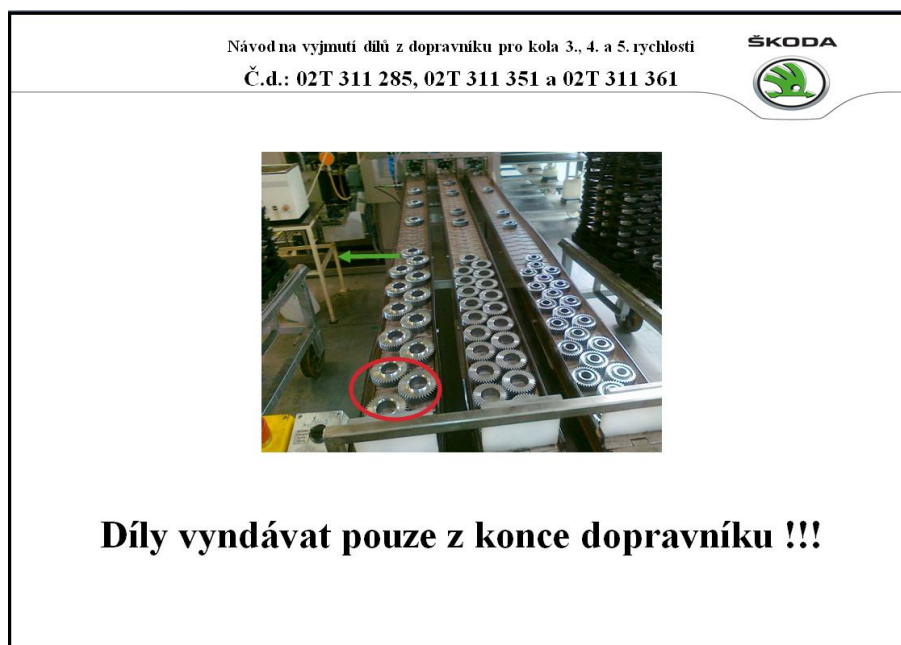 Návod na vyjmutí dílů z dopravníku pro kola 3., 4. a 5. rychlosti
Č.d.: 02T 311 285, 02T 311 351 a 02T 311 361
ŠKODA
Díly vyndávat pouze z konce dopravníku !!!